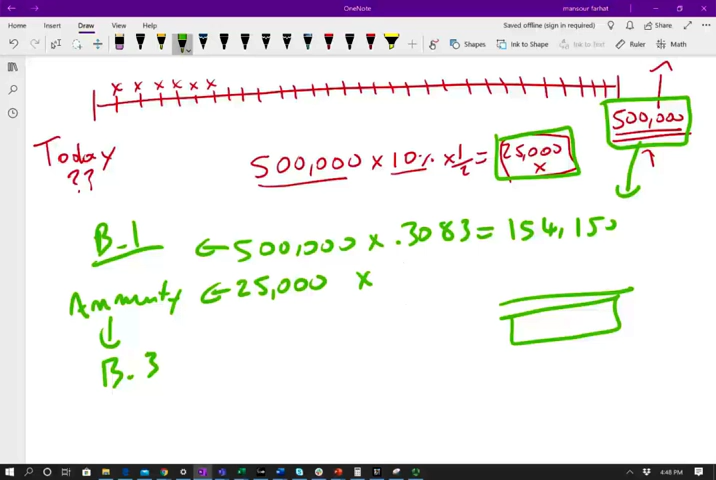 OneNote
mansour farhat
Home Insert Draw View Help
Saved offline (sign in required) Share
Shapes Ink to Shape Ink to Find Ruler Math
x x x x x x
500,000
Today
??
500,000 x 10% x 1/2 = 25,000
x
B.1 ← 500,000 x .3083 = 154,150
Annuity ← 25,000 x
B.3
4:48 PM